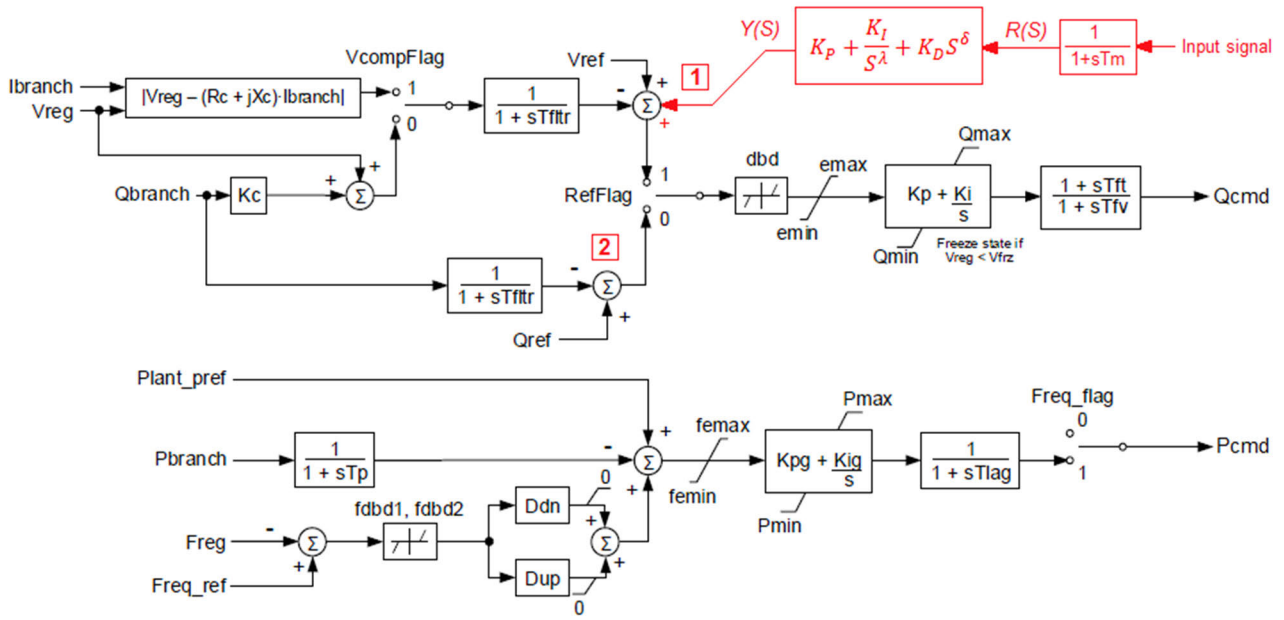 Y(S)
K_P + K_I/S^λ + K_D S^δ
R(S)
1/1+sTm
Input signal
Vref
1
+
+
VcompFlag
Ibranch
Vreg
|Vreg – (Rc + jXc)·Ibranch|
1
0
1/1 + sTfltr
-
Σ
Qbranch
Kc
+
+
Σ
RefFlag
1
0
dbd
emax
emin
Qmax
Kp + Ki/s
Qmin
Freeze state if
Vreg < Vfrz
1 + sTft/1 + sTfv
Qcmd
2
1/1 + sTfltr
-
Σ
+
Qref
Plant_pref
+
Pbranch
1/1 + sTp
-
Σ
+
femax
femin
Pmax
Kpg + Kig/s
Pmin
1/1 + sTlag
Freq_flag
0
1
Pcmd
fdbd1, fdbd2
Ddn
0
+
Freg
-
Σ
+
Freq_ref
Dup
0
+
Σ